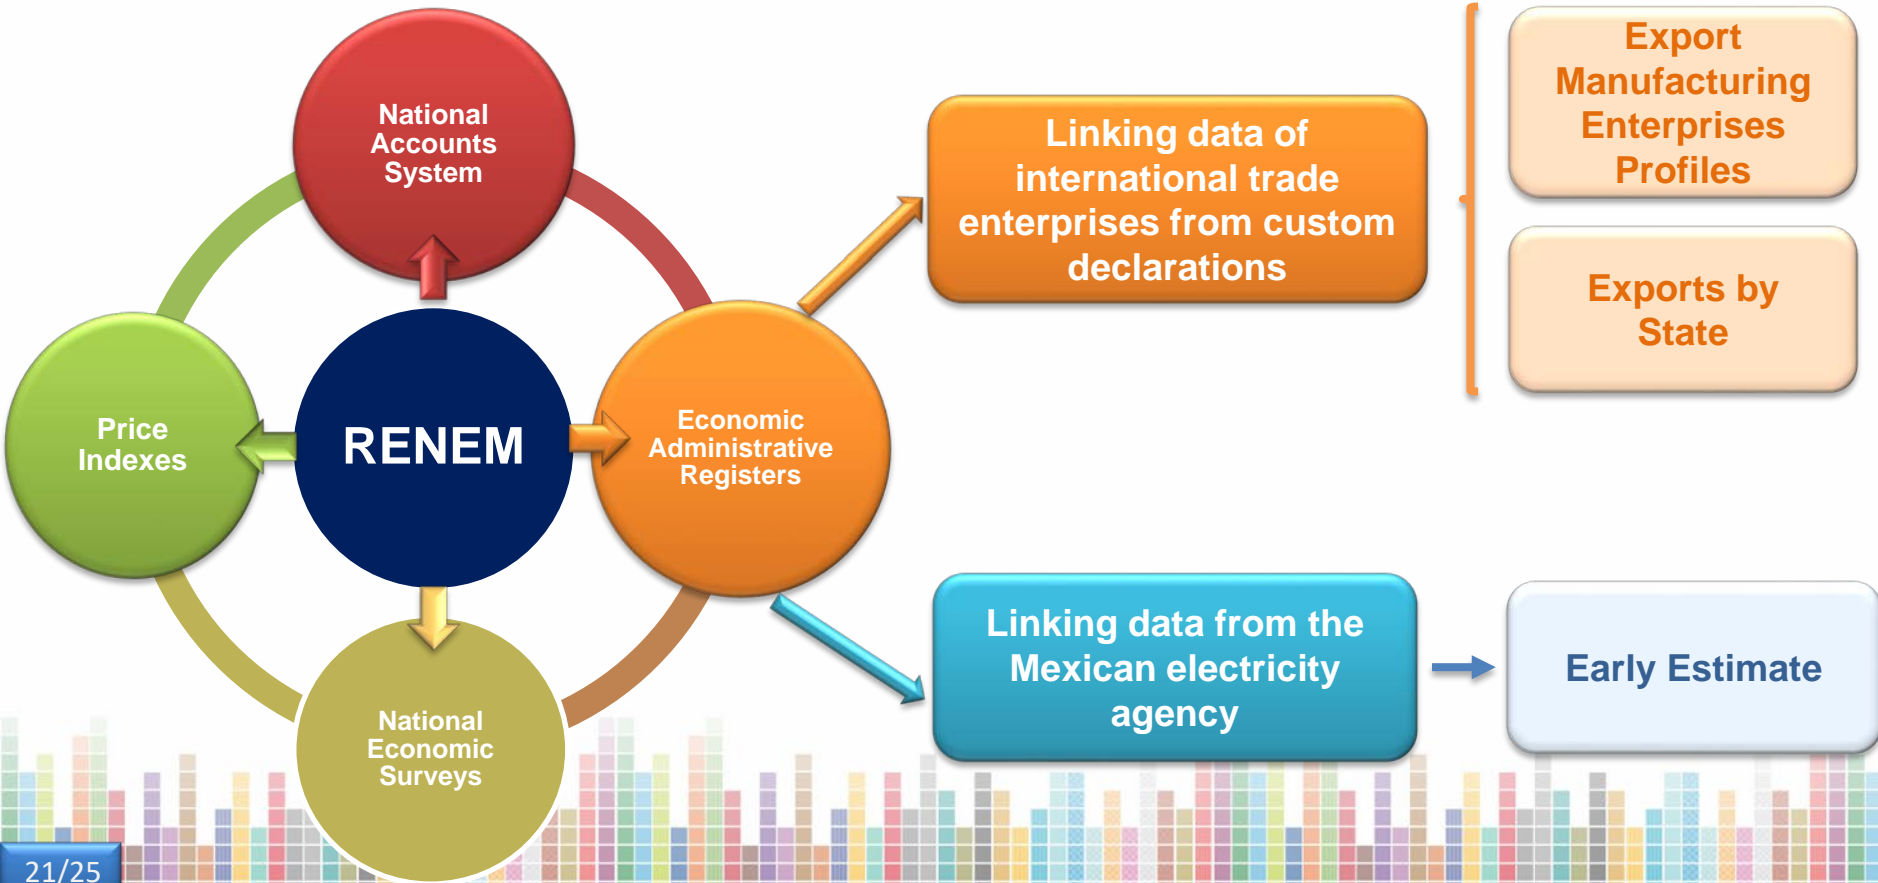 National
Accounts
System
Price
Indexes
RENEM
Economic
Administrative
Registers
National
Economic
Surveys
Linking data of
international trade
enterprises from custom
declarations
Export
Manufacturing
Enterprises
Profiles
Exports by
State
Linking data from the
Mexican electricity
agency
Early Estimate
21/25